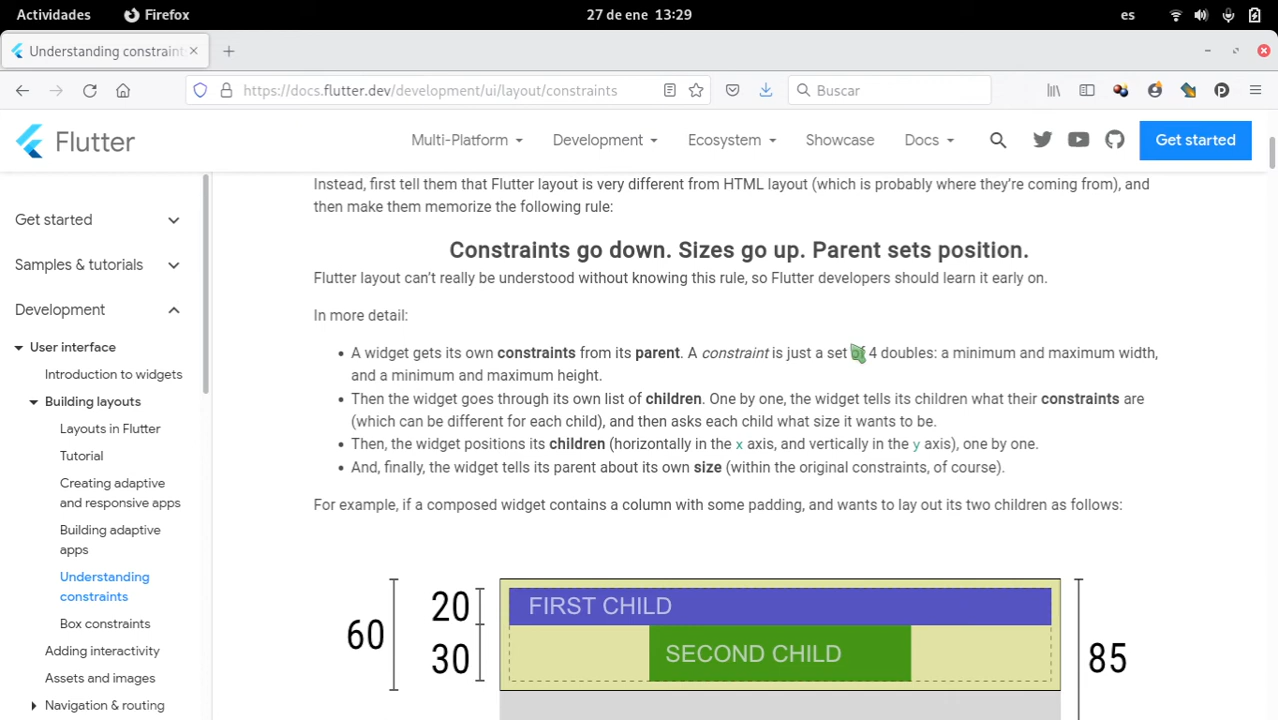 Actividades
Firefox
27 de ene 13:29
es
Understanding constraint
https://docs.flutter.dev/development/ui/layout/constraints
Buscar
Flutter
Multi-Platform
Development
Ecosystem
Showcase
Docs
Get started
Get started
Samples & tutorials
Development
User interface
Introduction to widgets
Building layouts
Layouts in Flutter
Tutorial
Creating adaptive
and responsive apps
Building adaptive
apps
Understanding
constraints
Box constraints
Adding interactivity
Assets and images
Navigation & routing
Instead, first tell them that Flutter layout is very different from HTML layout (which is probably where they're coming from), and
then make them memorize the following rule:
Constraints go down. Sizes go up. Parent sets position.
Flutter layout can't really be understood without knowing this rule, so Flutter developers should learn it early on.
In more detail:
• A widget gets its own constraints from its parent. A constraint is just a set of 4 doubles: a minimum and maximum width,
and a minimum and maximum height.
• Then the widget goes through its own list of children. One by one, the widget tells its children what their constraints are
(which can be different for each child), and then asks each child what size it wants to be.
• Then, the widget positions its children (horizontally in the x axis, and vertically in the y axis), one by one.
• And, finally, the widget tells its parent about its own size (within the original constraints, of course).
For example, if a composed widget contains a column with some padding, and wants to lay out its two children as follows:
20
FIRST CHILD
60
30
SECOND CHILD
85